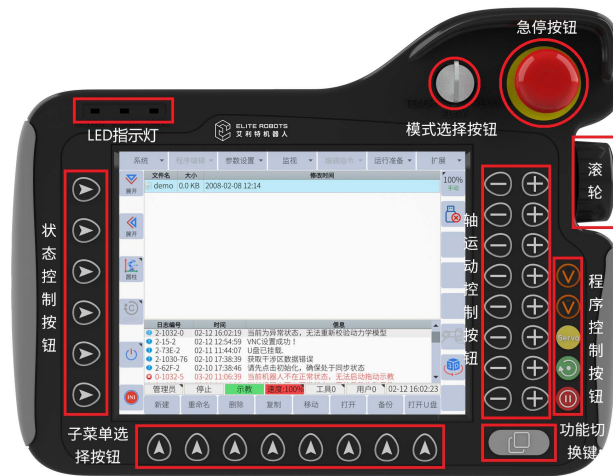 急停按钮
LED指示灯
ELITE ROBOTS
艾利特机器人
模式选择按钮
滚轮
系统 程序编辑 参数设置 监视 编辑指令 运行准备 扩展
文件名 大小 修改时间
demo 0.0 KB 2008-02-08 12:14
展开
展开
圆柱
100%
手动
状态控制按钮
轴运动控制按钮
程序控制按钮
Servo
日志编号 时间 信息
2-1032-0 02-12 16:02:19 当前为异常状态，无法重新校验动力学模型
2-15-2 02-12 12:54:59 VNC设置成功！
2-73E-2 02-11 11:44:07 U盘已挂载.
2-1030-76 02-10 17:38:39 获取干涉区数据错误
2-62F-2 02-10 17:38:46 请先点击初始化，确保处于同步状态
0-1032-5 03-20 11:06:39 当前机器人不在正常状态，无法启动拖动示教
INI
管理员 停止 示教 速度:100% 工具0 用户0 02-12 16:02:23
新建 重命名 删除 复制 移动 打开 备份 打开U盘
子菜单选择按钮
功能切换键